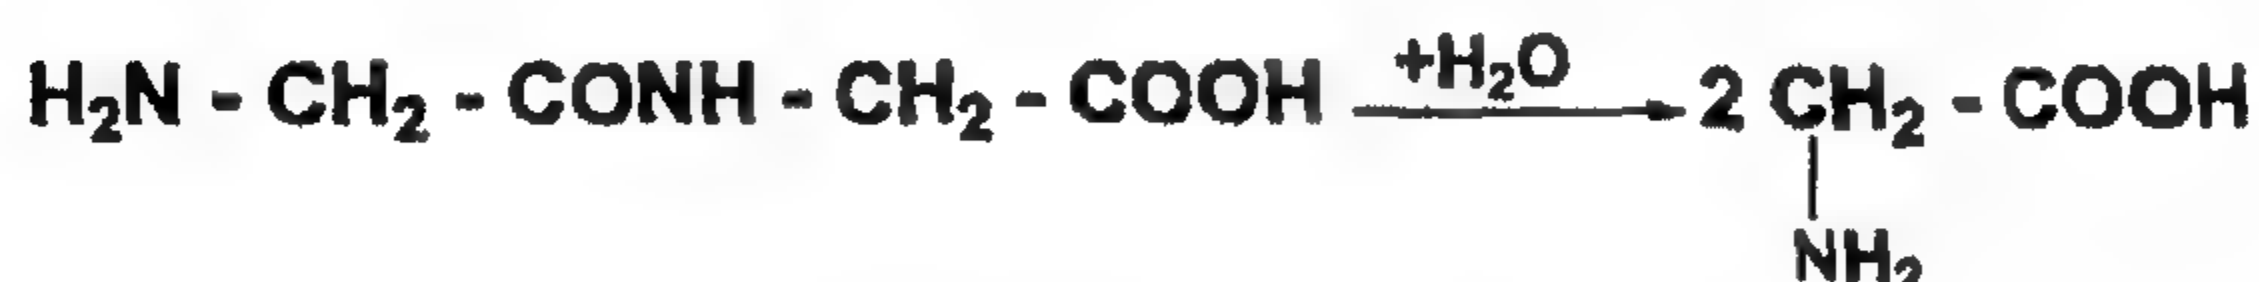 H₂N - CH₂ - CONH - CH₂ - COOH +H₂O → 2 CH₂ - COOH
NH₂